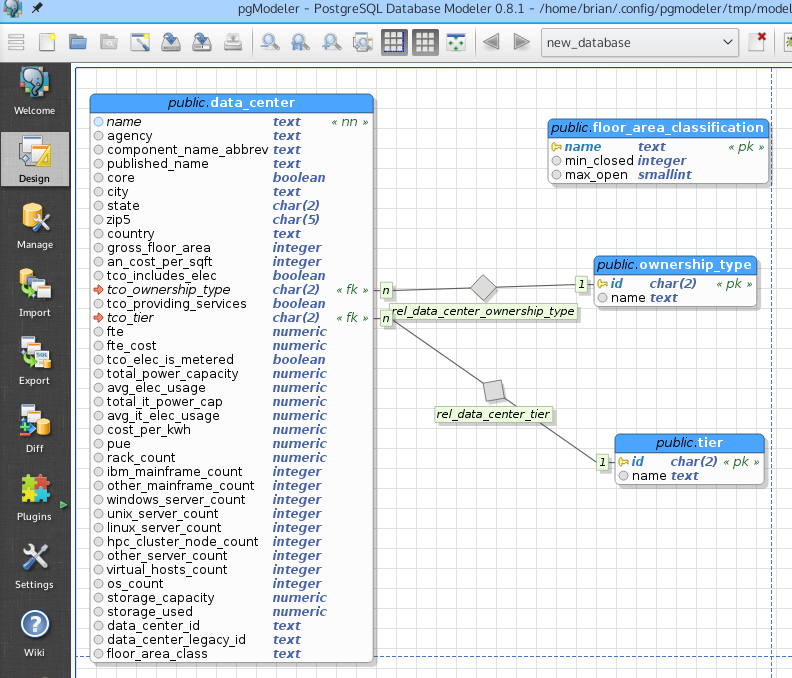 pgModeler - PostgreSQL Database Modeler 0.8.1 - /home/brian/.config/pgmodeler/tmp/model
new_database
Welcome
Design
Manage
Import
Export
Diff
Plugins
Settings
Wiki
public.data_center
name text « nn »
agency text
component_name_abbrev text
published_name text
core boolean
city text
state char(2)
zip5 char(5)
country text
gross_floor_area integer
an_cost_per_sqft integer
tco_includes_elec boolean
tco_ownership_type char(2) « fk »
tco_providing_services boolean
tco_tier char(2) « fk »
fte numeric
fte_cost numeric
tco_elec_is_metered boolean
total_power_capacity numeric
avg_elec_usage numeric
total_it_power_cap numeric
avg_it_elec_usage numeric
cost_per_kwh numeric
pue numeric
rack_count numeric
ibm_mainframe_count integer
other_mainframe_count integer
windows_server_count integer
unix_server_count integer
linux_server_count integer
hpc_cluster_node_count integer
other_server_count integer
virtual_hosts_count integer
os_count integer
storage_capacity numeric
storage_used numeric
data_center_id text
data_center_legacy_id text
floor_area_class text
public.floor_area_classification
name text « pk »
min_closed integer
max_open smallint
n
1
rel_data_center_ownership_type
public.ownership_type
id char(2) « pk »
name text
n
1
rel_data_center_tier
public.tier
id char(2) « pk »
name text